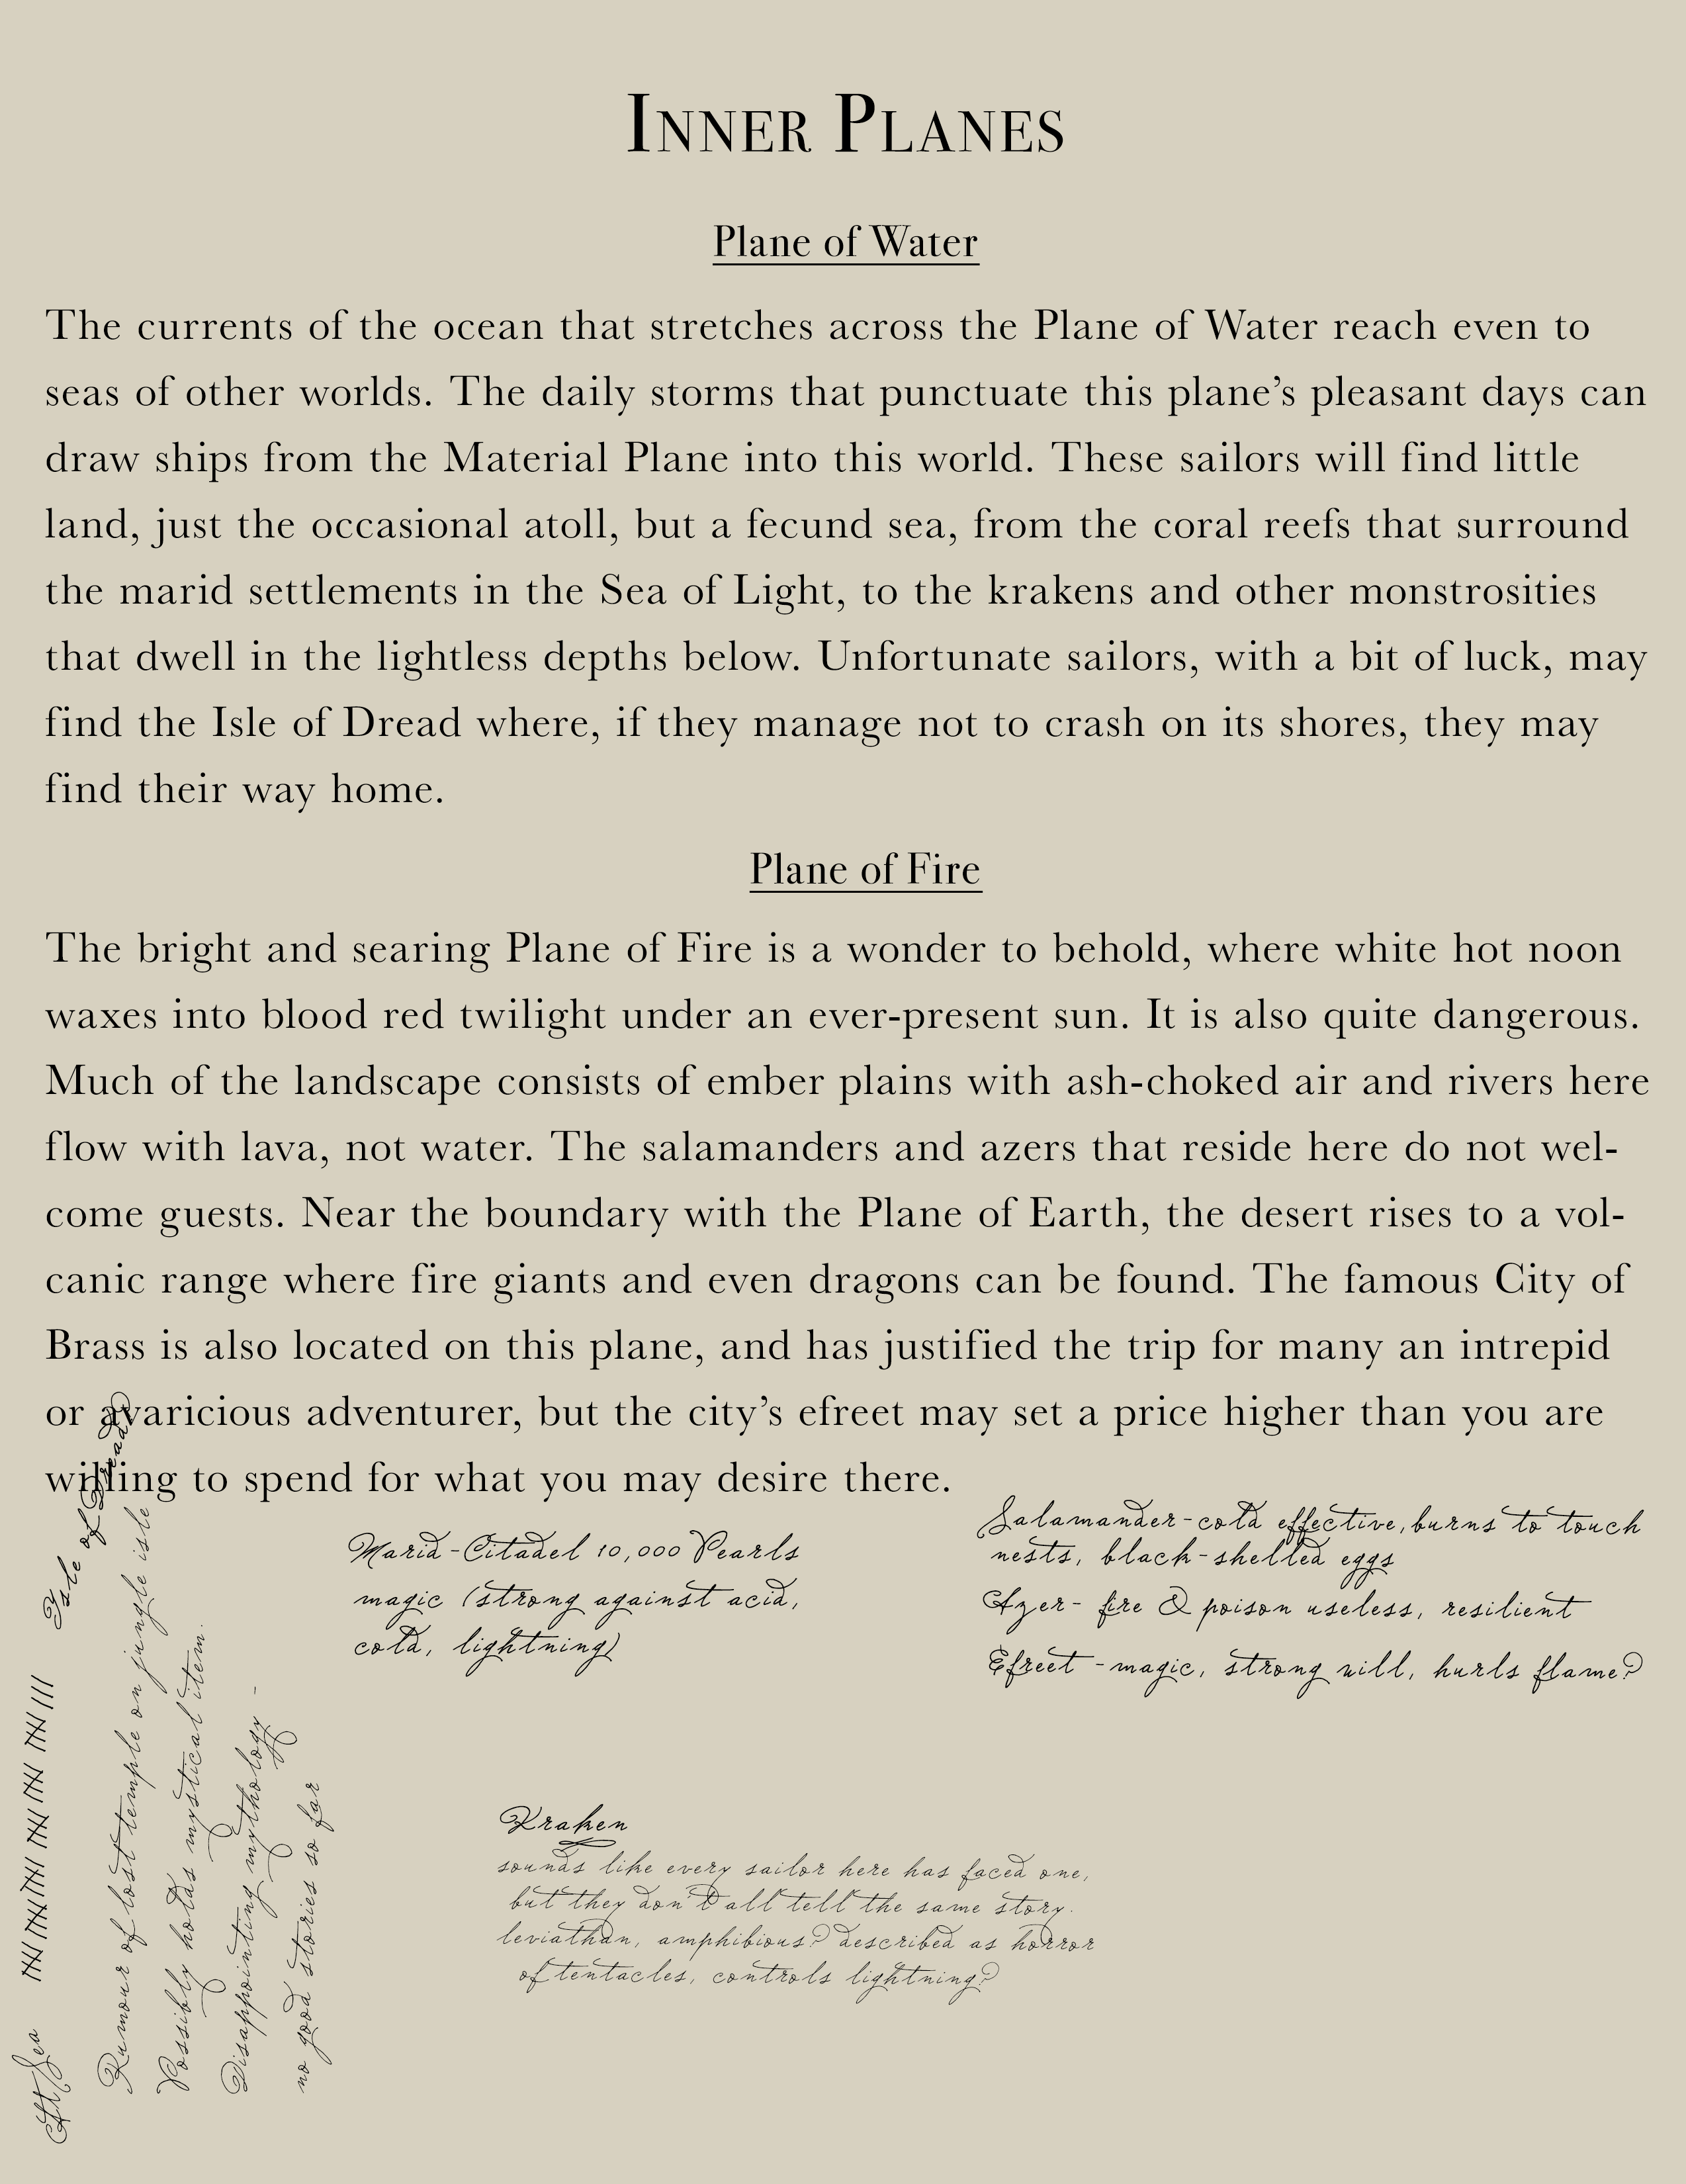 INNER PLANES
Plane of Water
The currents of the ocean that stretches across the Plane of Water reach even to
seas of other worlds. The daily storms that punctuate this plane’s pleasant days can
draw ships from the Material Plane into this world. These sailors will find little
land, just the occasional atoll, but a fecund sea, from the coral reefs that surround
the marid settlements in the Sea of Light, to the krakens and other monstrosities
that dwell in the lightless depths below. Unfortunate sailors, with a bit of luck, may
find the Isle of Dread where, if they manage not to crash on its shores, they may
find their way home.
Plane of Fire
The bright and searing Plane of Fire is a wonder to behold, where white hot noon
waxes into blood red twilight under an ever-present sun. It is also quite dangerous.
Much of the landscape consists of ember plains with ash-choked air and rivers here
flow with lava, not water. The salamanders and azers that reside here do not wel-
come guests. Near the boundary with the Plane of Earth, the desert rises to a vol-
canic range where fire giants and even dragons can be found. The famous City of
Brass is also located on this plane, and has justified the trip for many an intrepid
or avaricious adventurer, but the city’s efreet may set a price higher than you are
willing to spend for what you may desire there.
Isle of Dread
At Sea
Rumour of lost temple on jungle isle
Possibly holds mystical item.
Disappointing mythology -
no good stories so far
Marid-Citadel 10,000 Pearls
magic (strong against acid,
cold, lightning)
Salamander-cold effective, burns to touch
nests, black-shelled eggs
Azer- fire & poison useless, resilient
Efreet -magic, strong will, hurls flame?
Kraken
sounds like every sailor here has faced one,
but they don't all tell the same story.
leviathan, amphibious? described as horror
of tentacles, controls lightning?